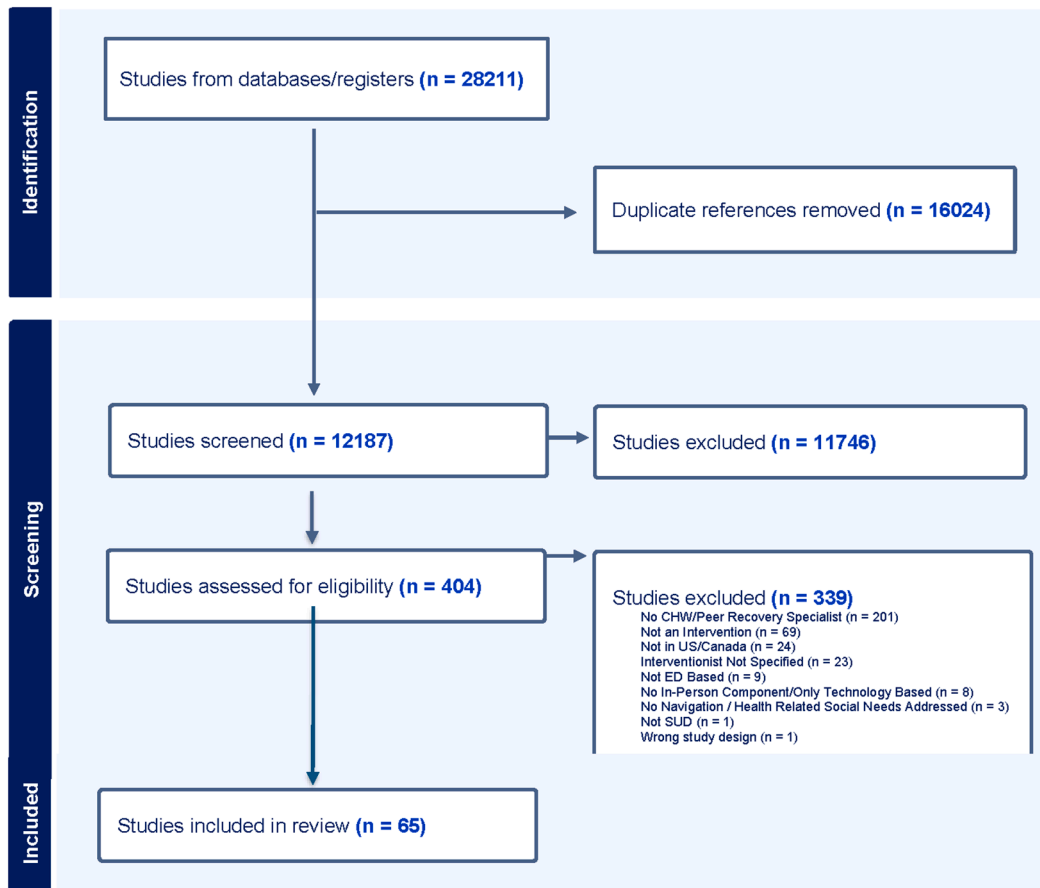 Identification
Studies from databases/registers (n = 28211)
Duplicate references removed (n = 16024)
Screening
Studies screened (n = 12187)
Studies excluded (n = 11746)
Studies assessed for eligibility (n = 404)
Studies excluded (n = 339)
No CHW/Peer Recovery Specialist (n = 201)
Not an Intervention (n = 69)
Not in US/Canada (n = 24)
Interventionist Not Specified (n = 23)
Not ED Based (n = 9)
No In-Person Component/Only Technology Based (n = 8)
No Navigation / Health Related Social Needs Addressed (n = 3)
Not SUD (n = 1)
Wrong study design (n = 1)
Included
Studies included in review (n = 65)